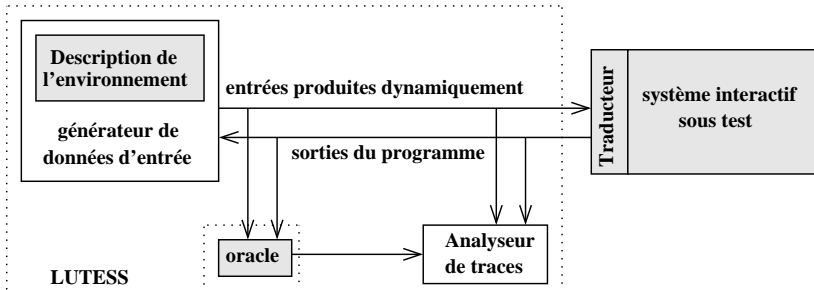 Description de
l'environnement
entrées produites dynamiquement
générateur de
données d'entrée
sorties du programme
Traducteur
système interactif
sous test
oracle
Analyseur
de traces
LUTESS